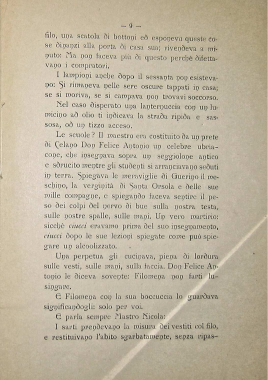 — 9 —
filo, una scatola di bottoni ed esponeva queste co-
se dinanzi alla porta di casa sua; rivendeva a mi-
nuto: Ma non faceva più di questo perchè difetta-
vano i compratori.
I lampioni anche dopo il sessanta non esisteva-
no: Si rimaneva nelle sere oscure tappati in casa;
se si moriva, se si campava non trovavi soccorso.
Nel caso disperato una lanternuccia con un lu-
micino ad olio ti indicava la strada ripida e sas-
sosa, od un tizzo acceso.
Le scuole? Il maestro era costituito da un prete
di Celano Don Felice Antonio un celebre ubria-
cone, che insegnava sopra un seggiolone antico
e sdrucito mentre gli studenti si arruncavano seduti
in terra. Spiegava le meraviglie di Guerino il me-
schino, la verginità di Santa Orsola e delle sue
mille compagne, e spiegando faceva sentire il pe-
so dei colpi del nervo di bue sulla nostra testa,
sulle nostre spalle, sulle mani. Un vero martirio:
sicchè ciucci eravamo prima del suo insegnamento,
ciucci dopo le sue lezioni spiegate come può spie-
gare un alcoolizzato.
Una perpetua gli cucinava, piena di lordura
sulle vesti, sulle mani, sulla faccia. Don Felice An-
tonio le diceva sovente: Filomena non farti lu-
singare.
E Filomena con la sua boccuccia lo guardava
significandogli solo per voi.
E parla sempre Mastro Nicola:
I sarti prendevano la misura dei vestiti col filo,
e restituivano l'abito sgarbatamente, senza ripas-